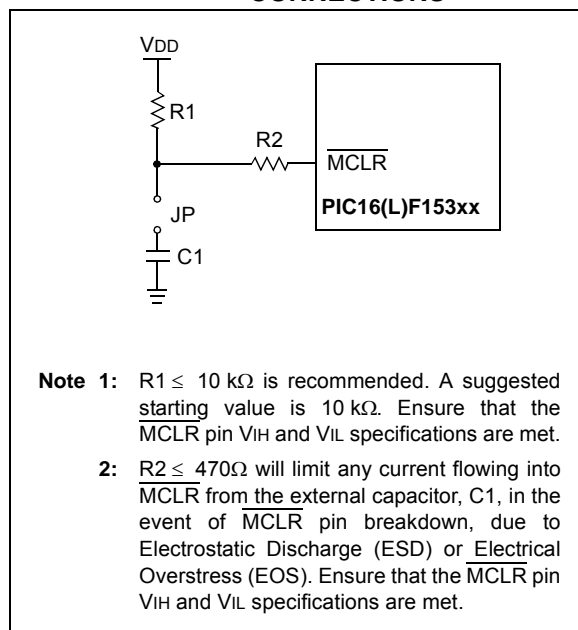 VDD
R1
R2
MCLR
PIC16(L)F153xx
JP
C1
Note 1: R1 ≤ 10 kΩ is recommended. A suggested
starting value is 10 kΩ. Ensure that the
MCLR pin VIH and VIL specifications are met.
2: R2 ≤ 470Ω will limit any current flowing into
MCLR from the external capacitor, C1, in the
event of MCLR pin breakdown, due to
Electrostatic Discharge (ESD) or Electrical
Overstress (EOS). Ensure that the MCLR pin
VIH and VIL specifications are met.